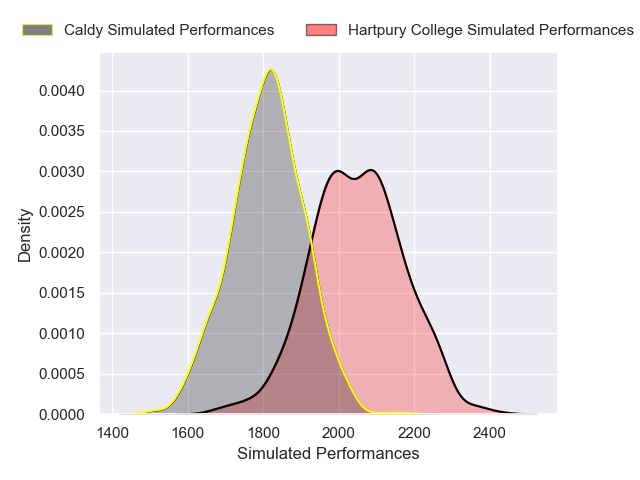 Caldy Simulated Performances
Hartpury College Simulated Performances
0.0040
0.0035
0.0030
0.0025
0.0020
0.0015
0.0010
0.0005
0.0000
Density
1400 1600 1800 2000 2200 2400
Simulated Performances